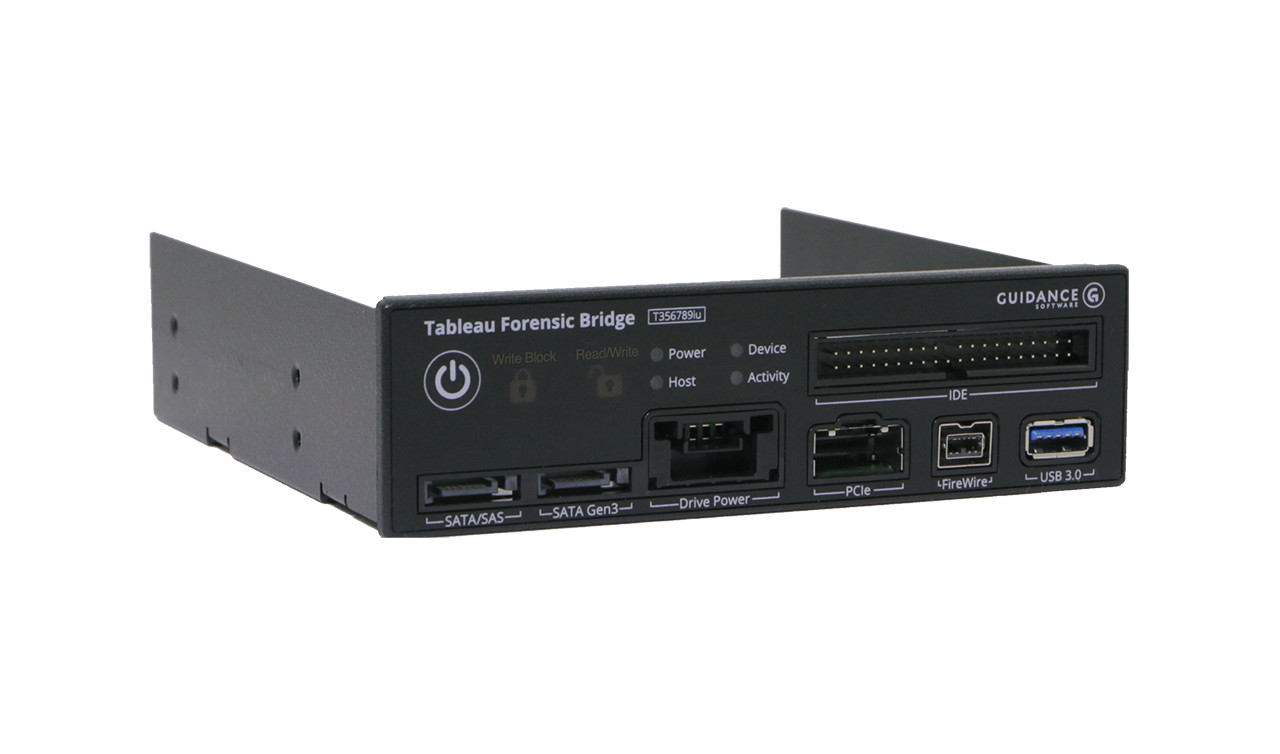 Tableau Forensic Bridge T356789iu
GUIDANCE
SOFTWARE
G
Write Block
Read/Write
Power
Device
Host
Activity
IDE
SATA/SAS
SATA Gen3
Drive Power
PCIe
FireWire
USB 3.0